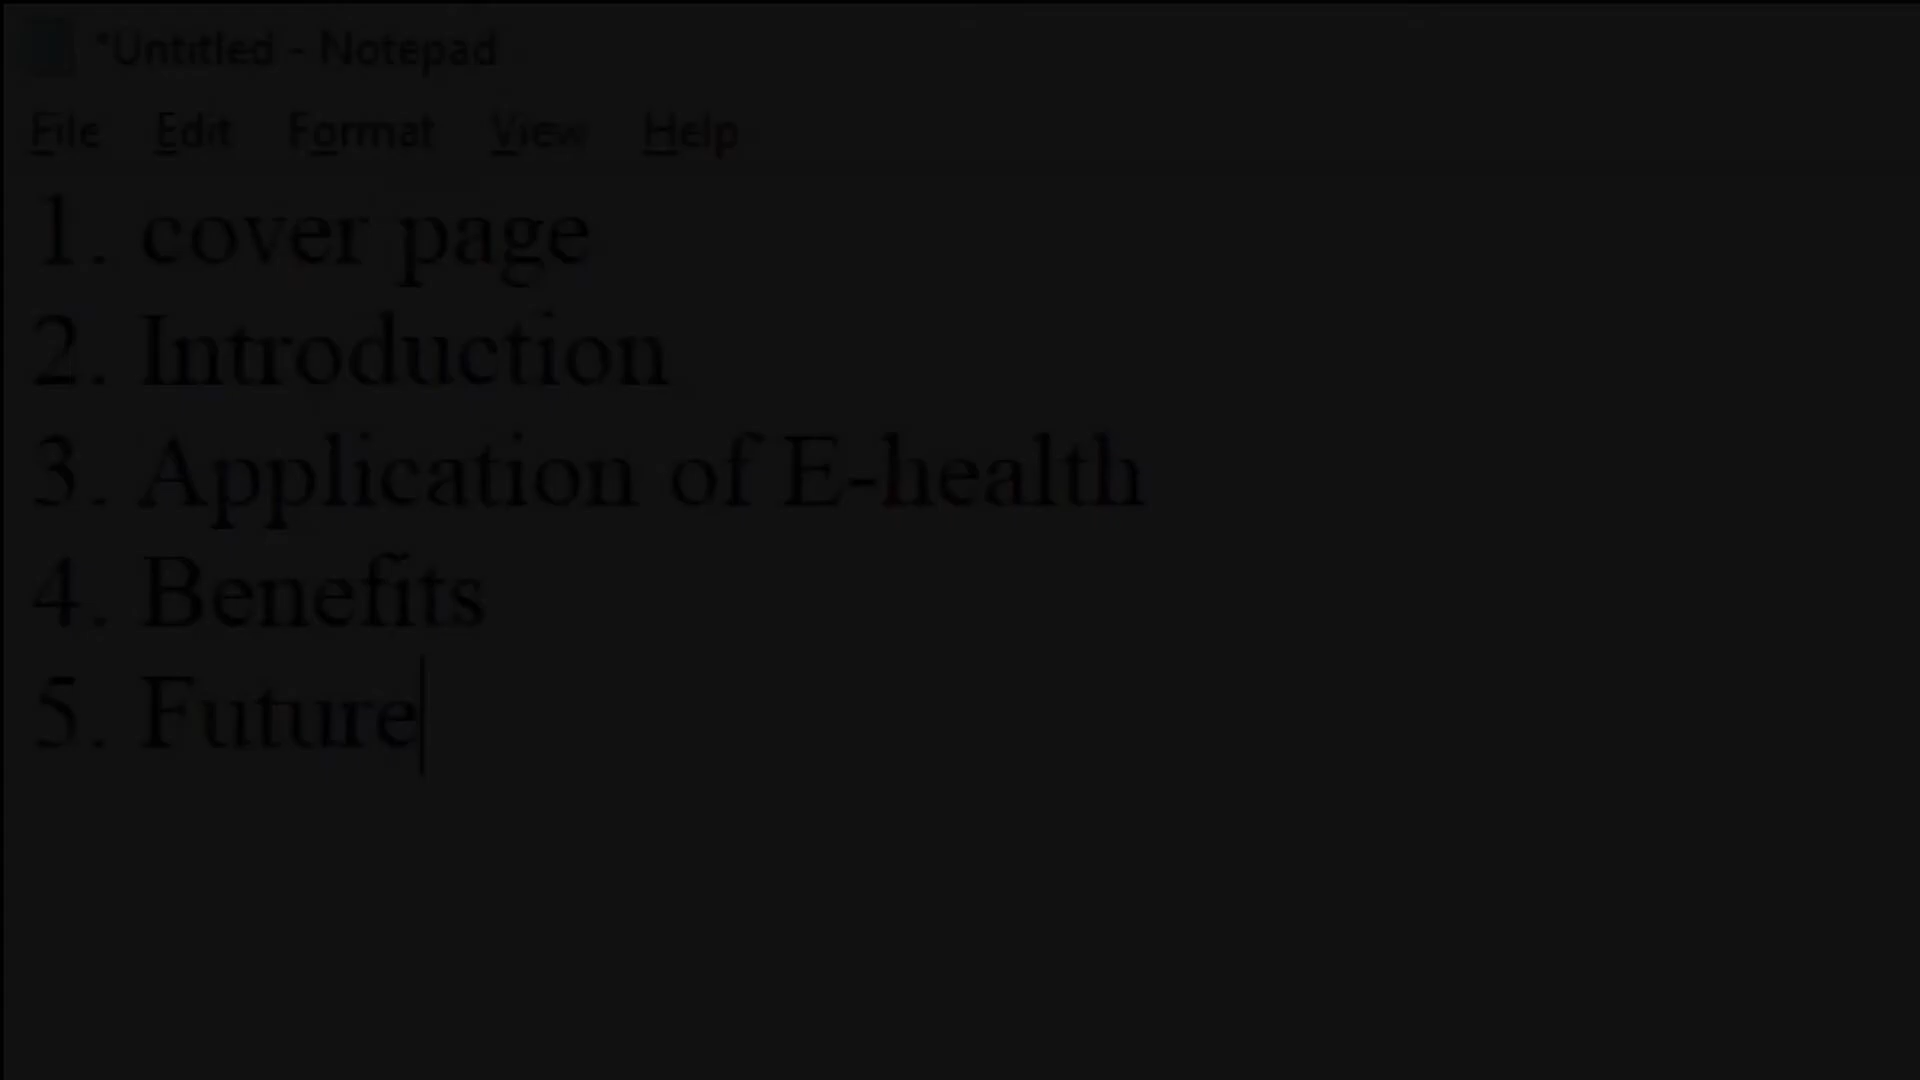 *Untitled - Notepad
File Edit Format View Help
1. cover page
2. Introduction
3. Application of E-health
4. Benefits
5. Future